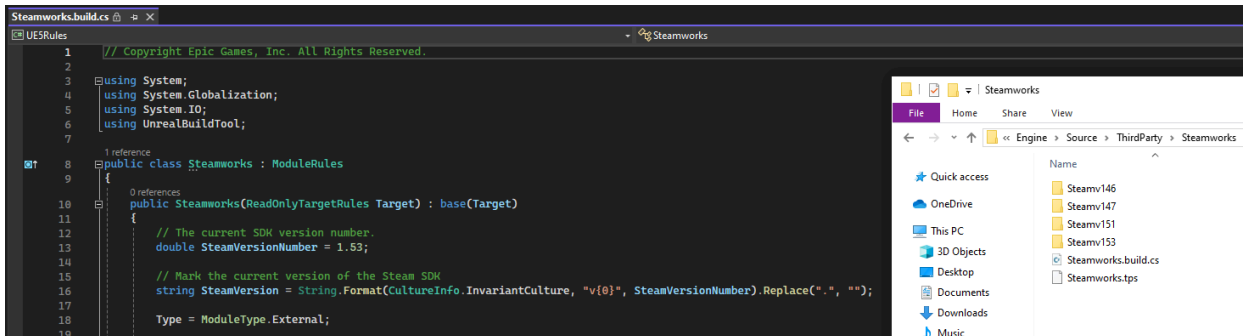 Steamworks.build.cs
UE5Rules
Steamworks
1 // Copyright Epic Games, Inc. All Rights Reserved.
2
3 using System;
4 using System.Globalization;
5 using System.IO;
6 using UnrealBuildTool;
7
1 reference
8 public class Steamworks : ModuleRules
9 {
0 references
10 public Steamworks(ReadOnlyTargetRules Target) : base(Target)
11 {
12 // The current SDK version number.
13 double SteamVersionNumber = 1.53;
14
15 // Mark the current version of the Steam SDK
16 string SteamVersion = String.Format(CultureInfo.InvariantCulture, "v{0}", SteamVersionNumber).Replace(".", "");
17
18 Type = ModuleType.External;
19
Steamworks
File Home Share View
« Engine > Source > ThirdParty > Steamworks
Quick access
OneDrive
This PC
3D Objects
Desktop
Documents
Downloads
Music
Name
Steamv146
Steamv147
Steamv151
Steamv153
Steamworks.build.cs
Steamworks.tps